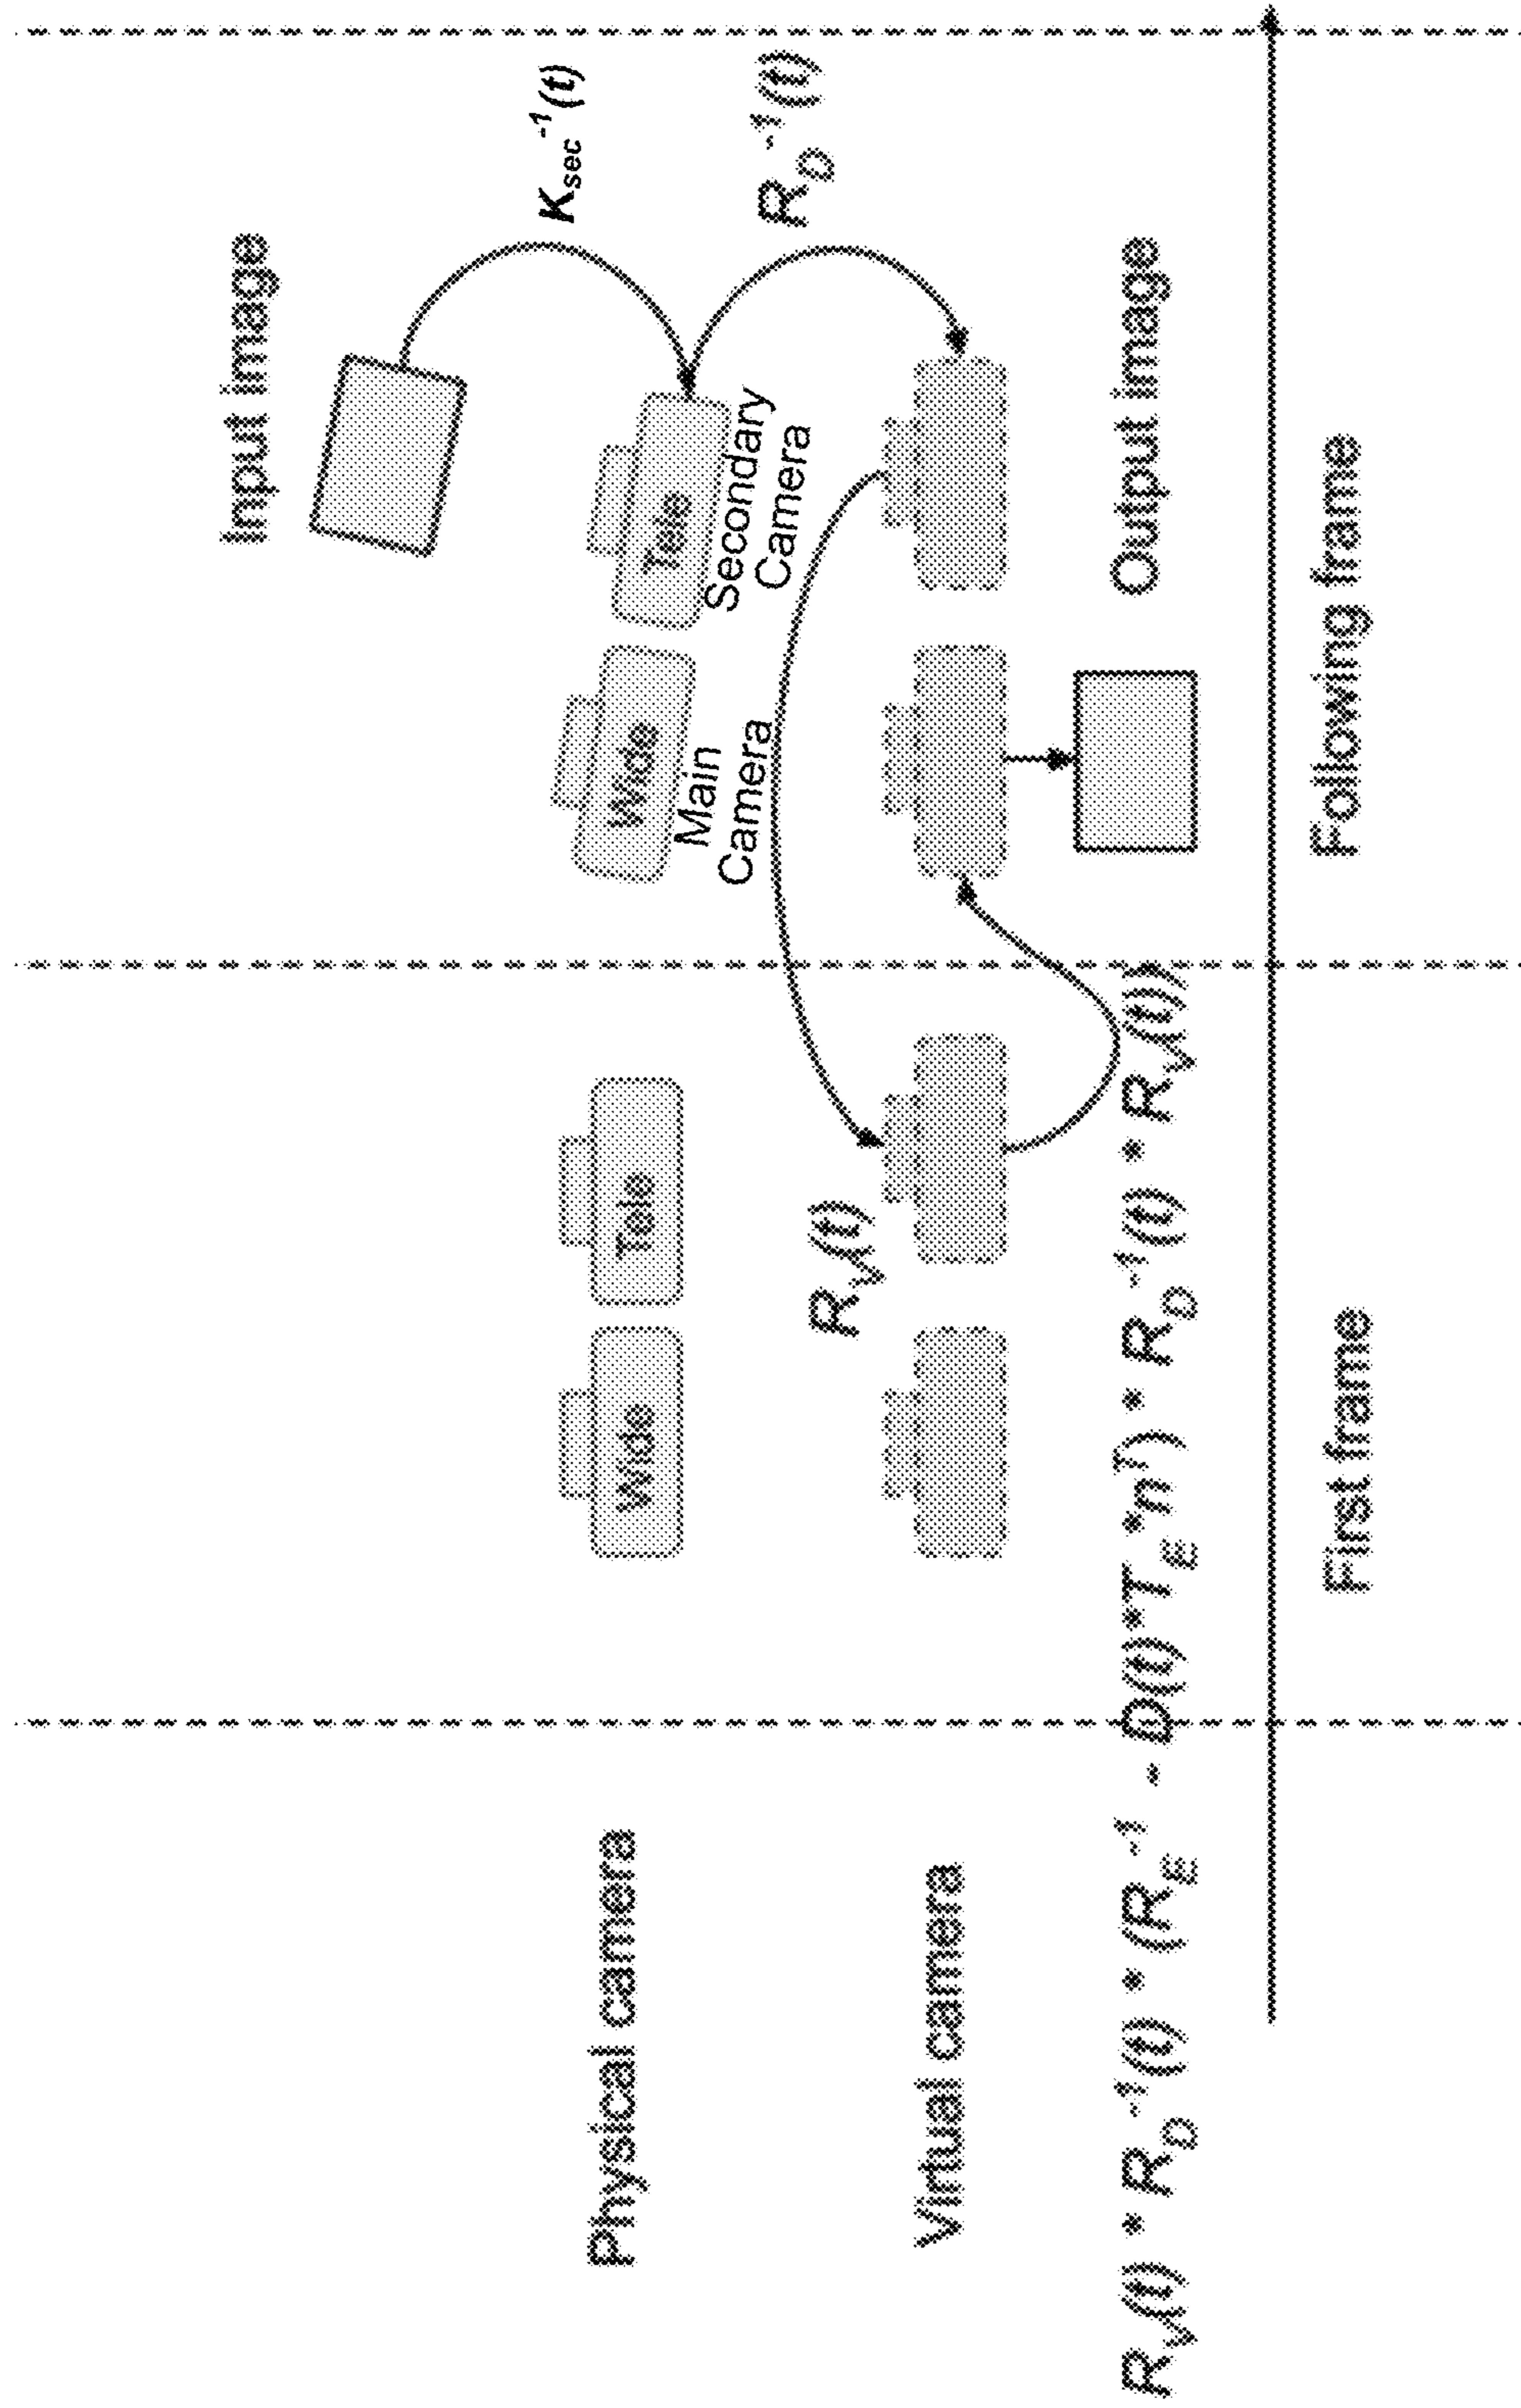 Input image
K_sec^-1(t)
Physical camera
Wide
Tele
Wide
Tele
Main
Camera
Secondary
Camera
R_D^-1(t)
R_V(t)
Virtual camera
R_V(t) * R_D^-1(t) * (R_E^-1 - D(t)*T_E*n^T) * R_D^-1(t) * R_V(t))
Output image
First frame
Following frame